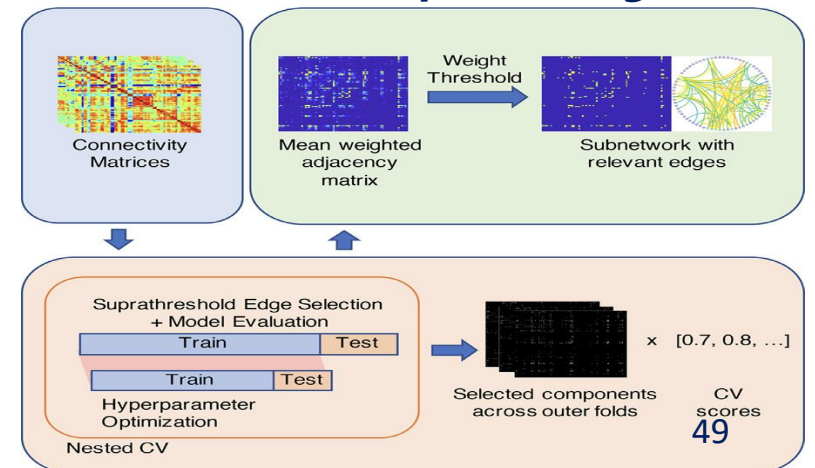 Connectivity
Matrices
Mean weighted
adjacency
matrix
Weight
Threshold
Subnetwork with
relevant edges
Suprathreshold Edge Selection
+ Model Evaluation
Train Test
Train Test
Hyperparameter
Optimization
Nested CV
Selected components
across outer folds
x [0.7, 0.8, ...]
CV
scores
49